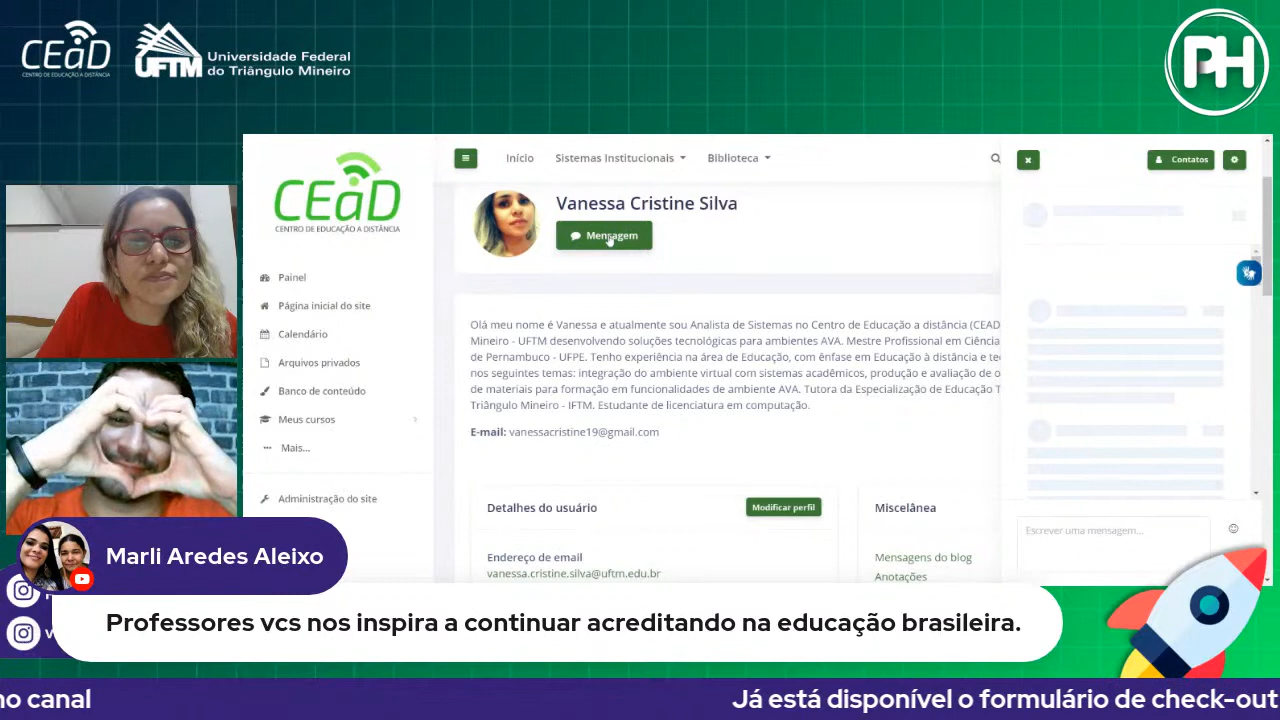 CEaD
CENTRO DE EDUCAÇÃO A DISTÂNCIA
UFTM
Universidade Federal
do Triângulo Mineiro
PH
CEaD
CENTRO DE EDUCAÇÃO A DISTÂNCIA
Painel
Página inicial do site
Calendário
Arquivos privados
Banco de conteúdo
Meus cursos
Mais...
Administração do site
Início
Sistemas Institucionais
Biblioteca
Contatos
Vanessa Cristine Silva
Mensagem
Olá meu nome é Vanessa e atualmente sou Analista de Sistemas no Centro de Educação a distância (CEAD
Mineiro - UFTM desenvolvendo soluções tecnológicas para ambientes AVA. Mestre Profissional em Ciência
de Pernambuco - UFPE. Tenho experiência na área de Educação, com ênfase em Educação à distância e te
nos seguintes temas: integração do ambiente virtual com sistemas acadêmicos, produção e avaliação de o
de materiais para formação em funcionalidades de ambiente AVA. Tutora da Especialização de Educação T
Triângulo Mineiro - IFTM. Estudante de licenciatura em computação.
E-mail: vanessacristine19@gmail.com
Detalhes do usuário
Modificar perfil
Endereço de email
vanessa.cristine.silva@uftm.edu.br
Miscelânea
Mensagens do blog
Anotações
Escrever uma mensagem...
Marli Aredes Aleixo
Professores vcs nos inspira a continuar acreditando na educação brasileira.
no canal
Já está disponível o formulário de check-out